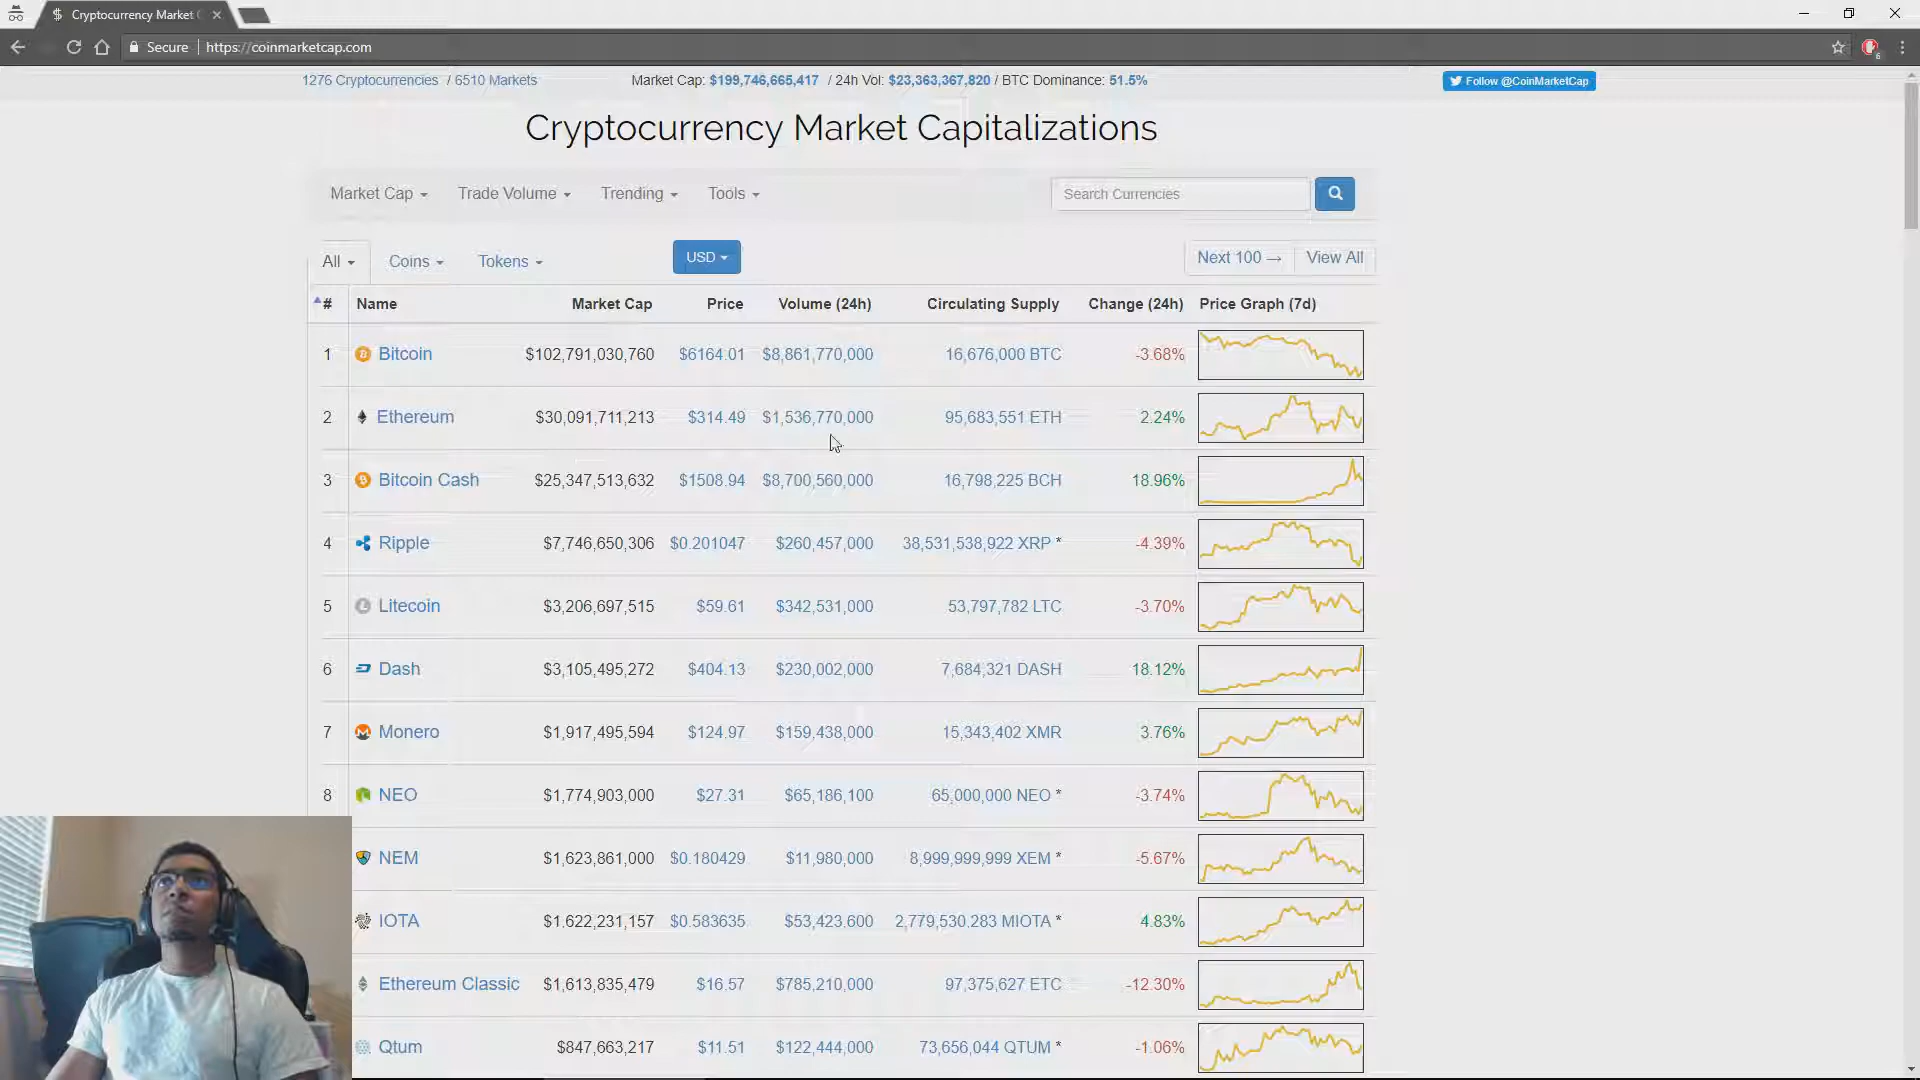 Cryptocurrency Market
Secure https://coinmarketcap.com
1276 Cryptocurrencies / 6510 Markets Market Cap: $199,746,665,417 / 24h Vol: $23,363,367,820 / BTC Dominance: 51.5% Follow @CoinMarketCap
Cryptocurrency Market Capitalizations
Market Cap Trade Volume Trending Tools Search Currencies
All Coins Tokens USD Next 100 → View All
# Name Market Cap Price Volume (24h) Circulating Supply Change (24h) Price Graph (7d)
1 Bitcoin $102,791,030,760 $6164.01 $8,861,770,000 16,676,000 BTC -3.68%
2 Ethereum $30,091,711,213 $314.49 $1,536,770,000 95,683,551 ETH 2.24%
3 Bitcoin Cash $25,347,513,632 $1508.94 $8,700,560,000 16,798,225 BCH 18.96%
4 Ripple $7,746,650,306 $0.201047 $260,457,000 38,531,538,922 XRP * -4.39%
5 Litecoin $3,206,697,515 $59.61 $342,531,000 53,797,782 LTC -3.70%
6 Dash $3,105,495,272 $404.13 $230,002,000 7,684,321 DASH 18.12%
7 Monero $1,917,495,594 $124.97 $159,438,000 15,343,402 XMR 3.76%
8 NEO $1,774,903,000 $27.31 $65,186,100 65,000,000 NEO * -3.74%
NEM $1,623,861,000 $0.180429 $11,980,000 8,999,999,999 XEM * -5.67%
IOTA $1,622,231,157 $0.583635 $53,423,600 2,779,530,283 MIOTA * 4.83%
Ethereum Classic $1,613,835,479 $16.57 $785,210,000 97,375,627 ETC -12.30%
Qtum $847,663,217 $11.51 $122,444,000 73,656,044 QTUM * -1.06%